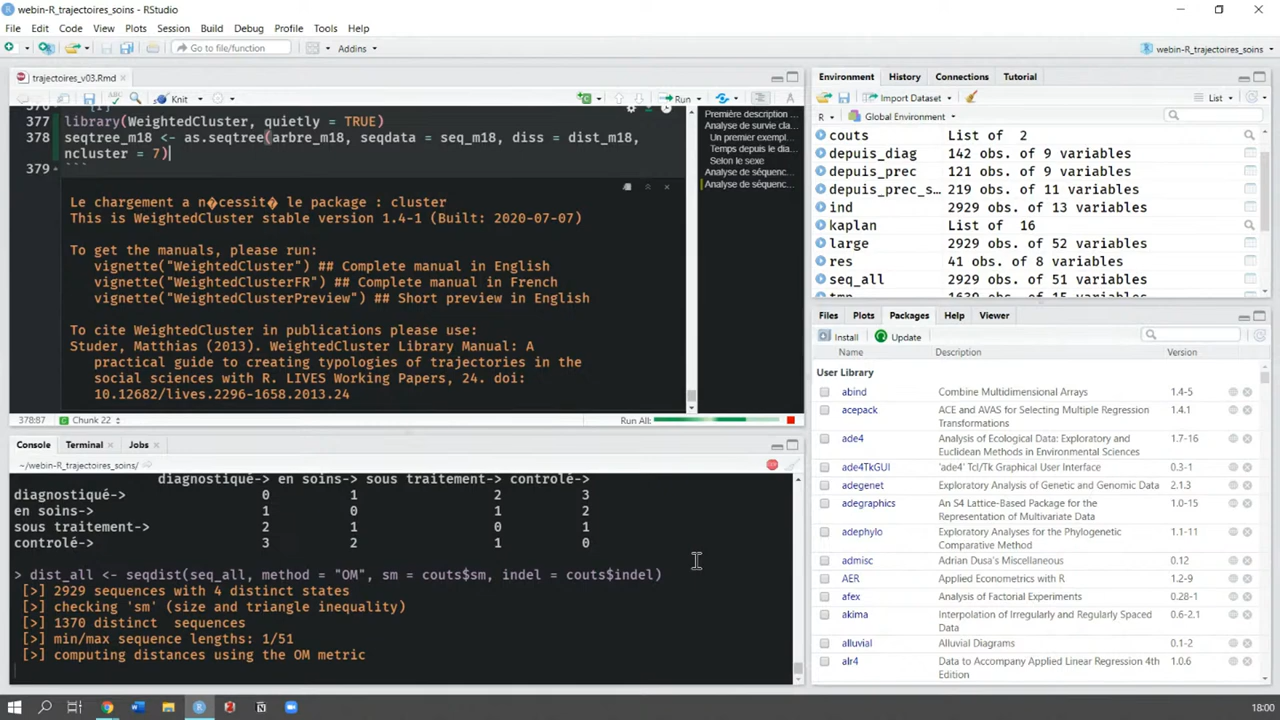 webin-R_trajectoires_soins - RStudio
File Edit Code View Plots Session Build Debug Profile Tools Help
Go to file/function Addins webin-R_trajectoires_soins
trajectoires_v03.Rmd
Knit Run
377 library(WeightedCluster, quietly = TRUE)
378 seqtree_m18 <- as.seqtree(arbre_m18, seqdata = seq_m18, diss = dist_m18,
ncluster = 7)
379 ```
Le chargement a n�cessit� le package : cluster
This is WeightedCluster stable version 1.4-1 (Built: 2020-07-07)
To get the manuals, please run:
vignette("WeightedCluster") ## Complete manual in English
vignette("WeightedClusterFR") ## Complete manual in French
vignette("WeightedClusterPreview") ## Short preview in English
To cite WeightedCluster in publications please use:
Studer, Matthias (2013). WeightedCluster Library Manual: A
practical guide to creating typologies of trajectories in the
social sciences with R. LIVES Working Papers, 24. doi:
10.12682/lives.2296-1658.2013.24
Première description ...
Analyse de survie cla...
Un premier exempl...
Temps depuis le dia...
Selon le sexe
Analyse de séquenc...
Analyse de séquenc...
378:87 Chunk 22 Run All:
Console Terminal Jobs
~/webin-R_trajectoires_soins/
diagnostiqué-> en soins-> sous traitement-> controlé->
diagnostiqué-> 0 1 2 3
en soins-> 1 0 1 2
sous traitement-> 2 1 0 1
controlé-> 3 2 1 0
> dist_all <- seqdist(seq_all, method = "OM", sm = couts$sm, indel = couts$indel)
[>] 2929 sequences with 4 distinct states
[>] checking 'sm' (size and triangle inequality)
[>] 1370 distinct sequences
[>] min/max sequence lengths: 1/51
[>] computing distances using the OM metric
Environment History Connections Tutorial
Import Dataset List
R Global Environment
couts List of 2
depuis_diag 142 obs. of 9 variables
depuis_prec 121 obs. of 9 variables
depuis_prec_s... 219 obs. of 11 variables
ind 2929 obs. of 13 variables
kaplan List of 16
large 2929 obs. of 52 variables
res 41 obs. of 8 variables
seq_all 2929 obs. of 51 variables
Files Plots Packages Help Viewer
Install Update
Name Description Version
User Library
abind Combine Multidimensional Arrays 1.4-5
acepack ACE and AVAS for Selecting Multiple Regression 1.4.1
Transformations
ade4 Analysis of Ecological Data: Exploratory and 1.7-16
Euclidean Methods in Environmental Sciences
ade4TkGUI 'ade4' Tcl/Tk Graphical User Interface 0.3-1
adegenet Exploratory Analysis of Genetic and Genomic Data 2.1.3
adegraphics An S4 Lattice-Based Package for the 1.0-15
Representation of Multivariate Data
adephylo Exploratory Analyses for the Phylogenetic 1.1-11
Comparative Method
admisc Adrian Dusa's Miscellaneous 0.12
AER Applied Econometrics with R 1.2-9
afex Analysis of Factorial Experiments 0.28-1
akima Interpolation of Irregularly and Regularly Spaced 0.6-2.1
Data
alluvial Alluvial Diagrams 0.1-2
alr4 Data to Accompany Applied Linear Regression 4th 1.0.6
Edition
18:00